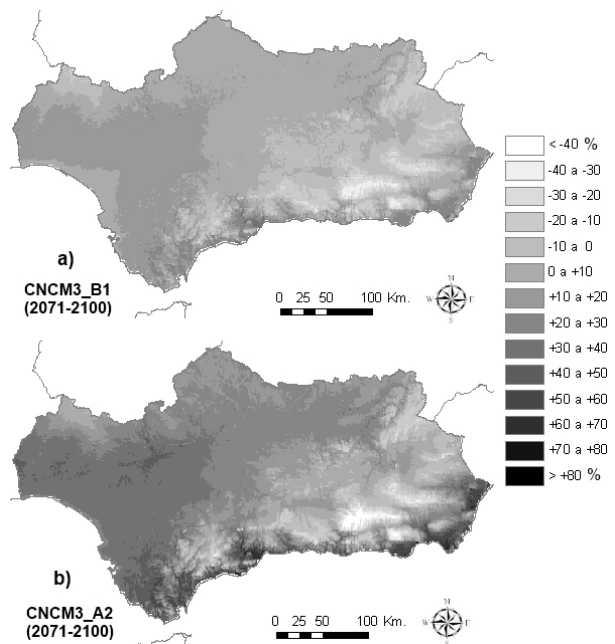 a)
CNCM3_B1
(2071-2100)
0 25 50 100 Km.
M
W E
S
< -40 %
-40 a -30
-30 a -20
-20 a -10
-10 a 0
0 a +10
+10 a +20
+20 a +30
+30 a +40
+40 a +50
+50 a +60
+60 a +70
+70 a +80
> +80 %
b)
CNCM3_A2
(2071-2100)
0 25 50 100 Km.
M
W E
S